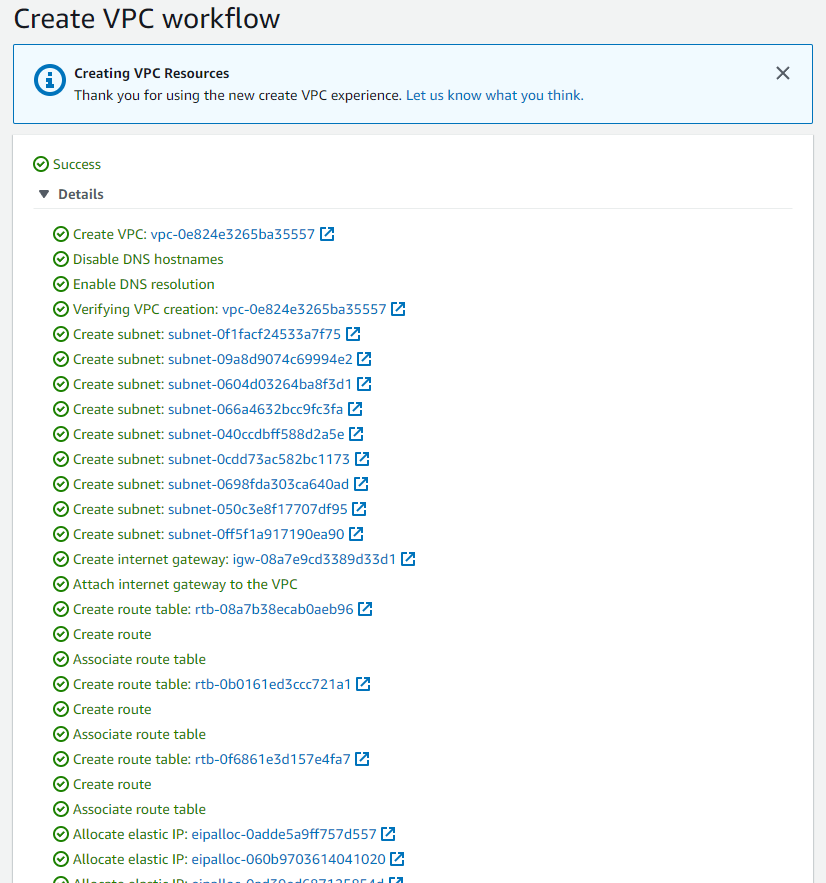 Create VPC workflow
Creating VPC Resources
Thank you for using the new create VPC experience. Let us know what you think.
Success
Details
Create VPC: vpc-0e824e3265ba35557
Disable DNS hostnames
Enable DNS resolution
Verifying VPC creation: vpc-0e824e3265ba35557
Create subnet: subnet-0f1facf24533a7f75
Create subnet: subnet-09a8d9074c69994e2
Create subnet: subnet-0604d03264ba8f3d1
Create subnet: subnet-066a4632bcc9fc3fa
Create subnet: subnet-040ccdbff588d2a5e
Create subnet: subnet-0cdd73ac582bc1173
Create subnet: subnet-0698fda303ca640ad
Create subnet: subnet-050c3e8f17707df95
Create subnet: subnet-0ff5f1a917190ea90
Create internet gateway: igw-08a7e9cd3389d33d1
Attach internet gateway to the VPC
Create route table: rtb-08a7b38ecab0aeb96
Create route
Associate route table
Create route table: rtb-0b0161ed3ccc721a1
Create route
Associate route table
Create route table: rtb-0f6861e3d157e4fa7
Create route
Associate route table
Allocate elastic IP: eipalloc-0adde5a9ff757d557
Allocate elastic IP: eipalloc-060b9703614041020
Allocate elastic IP: